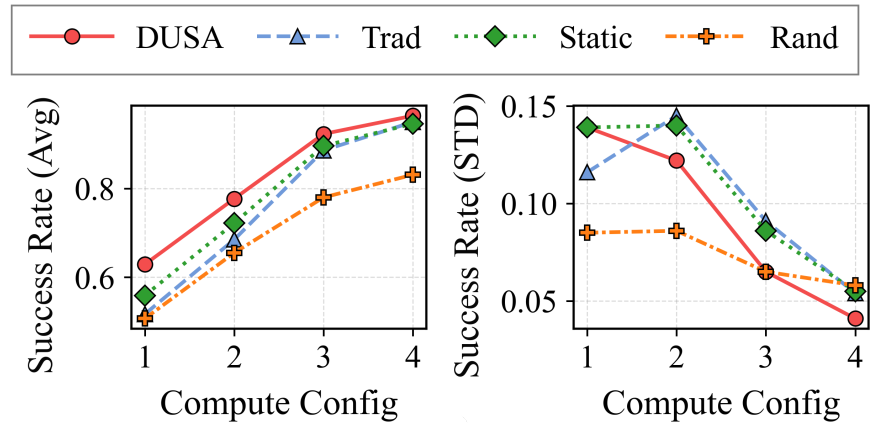 DUSA Trad Static Rand
Success Rate (Avg)
0.8
0.6
1 2 3 4
Compute Config
Success Rate (STD)
0.15
0.10
0.05
1 2 3 4
Compute Config